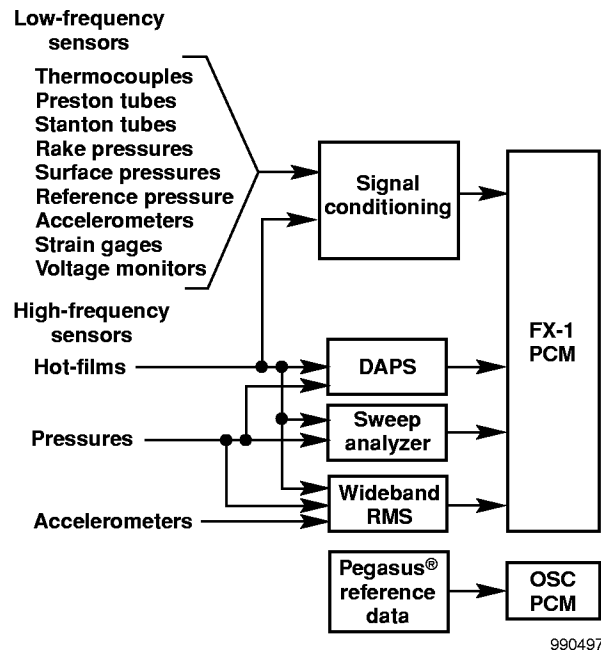 Low-frequency
sensors
Thermocouples
Preston tubes
Stanton tubes
Rake pressures
Surface pressures
Reference pressure
Accelerometers
Strain gages
Voltage monitors
Signal
conditioning
High-frequency
sensors
Hot-films
Pressures
Accelerometers
DAPS
Sweep
analyzer
Wideband
RMS
FX-1
PCM
Pegasus®
reference
data
OSC
PCM
990497